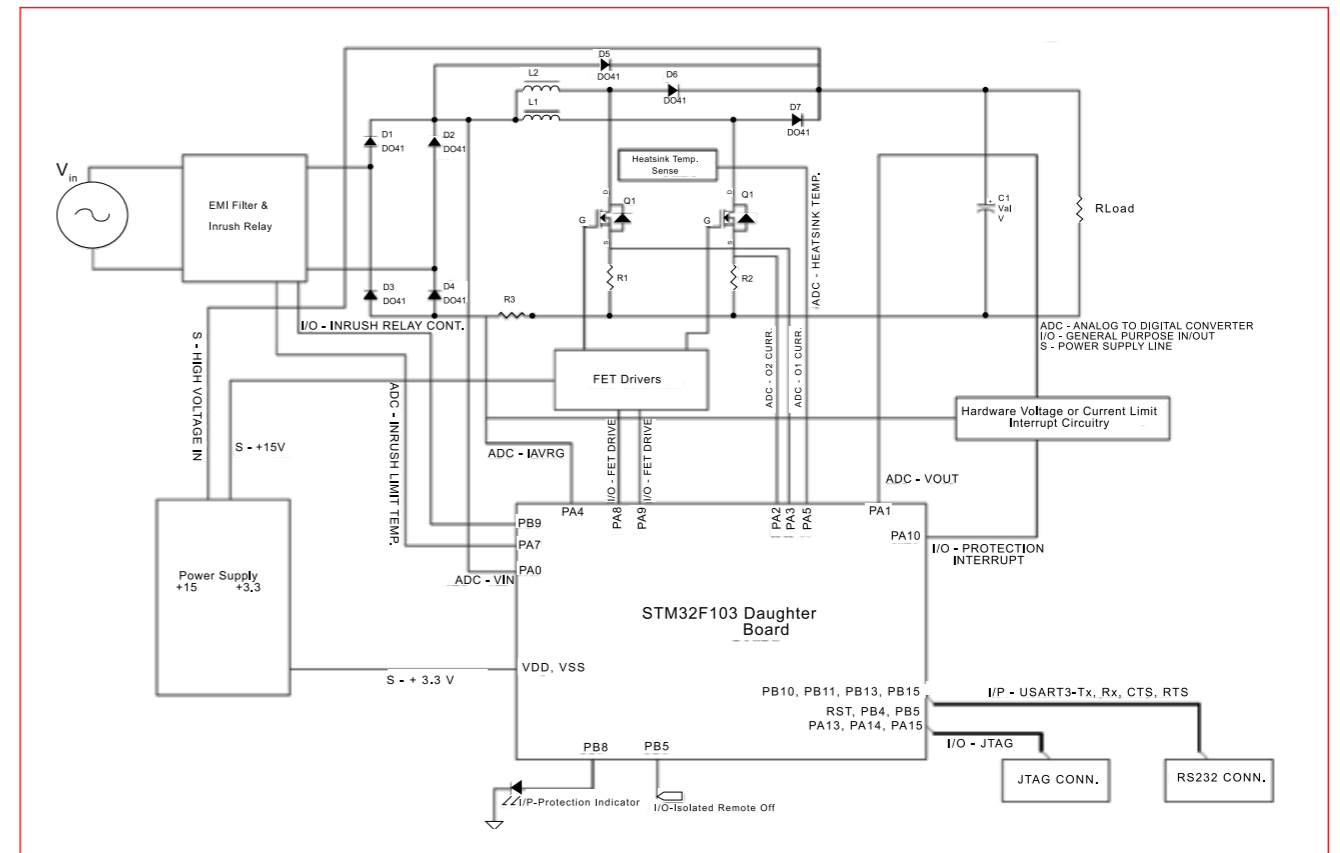 D5
DO41
L2
D6
DO41
L1
D7
DO41
D1
DO41
D2
DO41
Vin
EMI Filter &
Inrush Relay
Heatsink Temp.
Sense
D
Q1
G
S
D
Q1
G
S
C1
Val
V
RLoad
R1
R2
D3
DO41
D4
DO41
R3
ADC - HEATSINK TEMP.
I/O - INRUSH RELAY CONT.
ADC - ANALOG TO DIGITAL CONVERTER
I/O - GENERAL PURPOSE IN/OUT
S - POWER SUPPLY LINE
S - HIGH VOLTAGE IN
ADC - INRUSH LIMIT TEMP.
FET Drivers
ADC - O2 CURR.
ADC - O1 CURR.
Hardware Voltage or Current Limit
Interrupt Circuitry
S - +15V
ADC - IAVRG
I/O - FET DRIVE
I/O - FET DRIVE
ADC - VOUT
PA4
PA8
PA9
PA2
PA3
PA5
PA1
PB9
PA7
PA0
ADC - VIN
PA10
I/O - PROTECTION
INTERRUPT
Power Supply
+15 +3.3
STM32F103 Daughter
Board
VDD, VSS
S - + 3.3 V
PB10, PB11, PB13, PB15
I/P - USART3-Tx, Rx, CTS, RTS
RST, PB4, PB5
PA13, PA14, PA15
I/O - JTAG
PB8
PB5
JTAG CONN.
RS232 CONN.
I/P-Protection Indicator
I/O-Isolated Remote Off